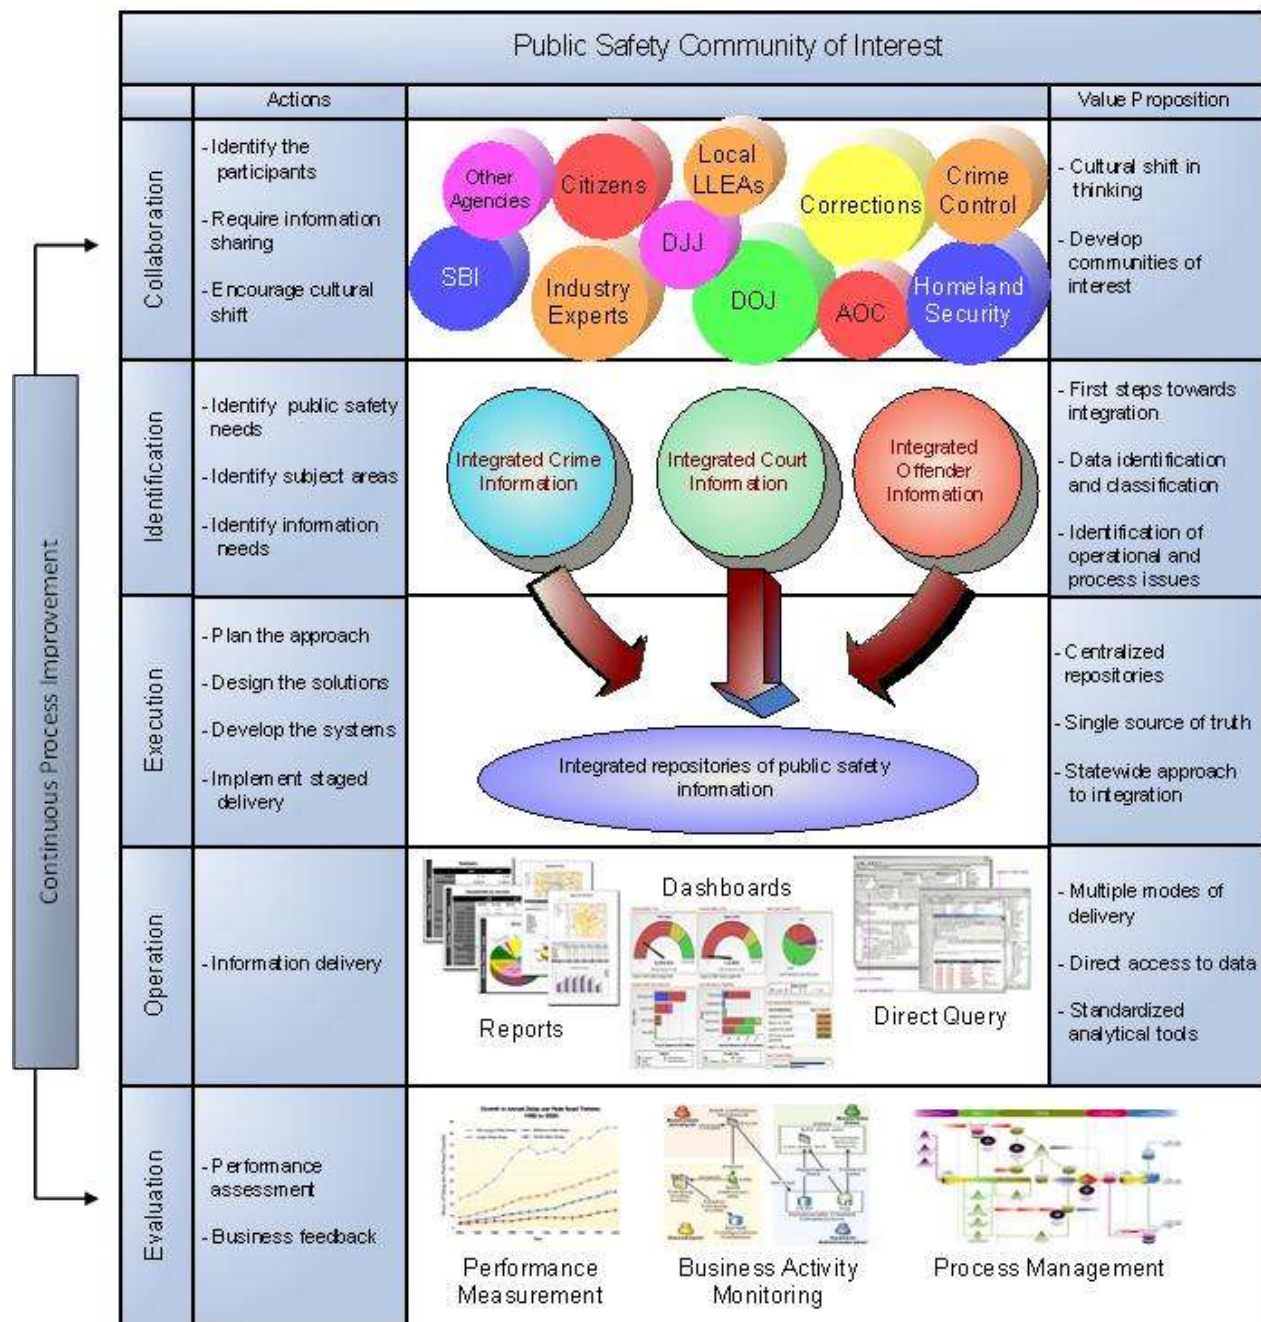 Public Safety Community of Interest
Actions
Value Proposition
Continuous Process Improvement
Collaboration
- Identify the
participants
- Require information
sharing
- Encourage cultural
shift
Other
Agencies
Citizens
Local
LLEAs
Corrections
Crime
Control
SBI
Industry
Experts
DJJ
DOJ
AOC
Homeland
Security
- Cultural shift in
thinking
- Develop
communities of
interest
Identification
- Identify public safety
needs
- Identify subject areas
- Identify information
needs
Integrated Crime
Information
Integrated Court
Information
Integrated
Offender
Information
- First steps towards
integration
- Data identification
and classification
- Identification of
operational and
process issues
Execution
- Plan the approach
- Design the solutions
- Develop the systems
- Implement staged
delivery
Integrated repositories of public safety
information
- Centralized
repositories
- Single source of truth
- Statewide approach
to integration
Operation
- Information delivery
Reports
Dashboards
Direct Query
- Multiple modes of
delivery
- Direct access to data
- Standardized
analytical tools
Evaluation
- Performance
assessment
- Business feedback
Performance
Measurement
Business Activity
Monitoring
Process Management